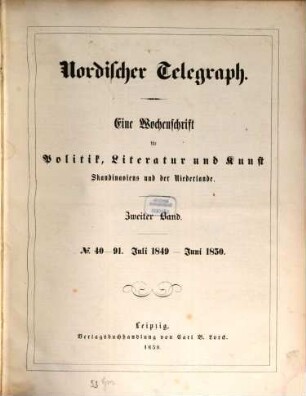 Nordischer Telegraph.
Eine Wochenschrift
für
Politik, Literatur und Kunst
Skandinaviens und der Niederlande.
Zweiter Band.
№ 40 — 91. Juli 1849 — Juni 1850.
Leipzig,
Verlagsbuchhandlung von Carl B. Lorck.
1850.